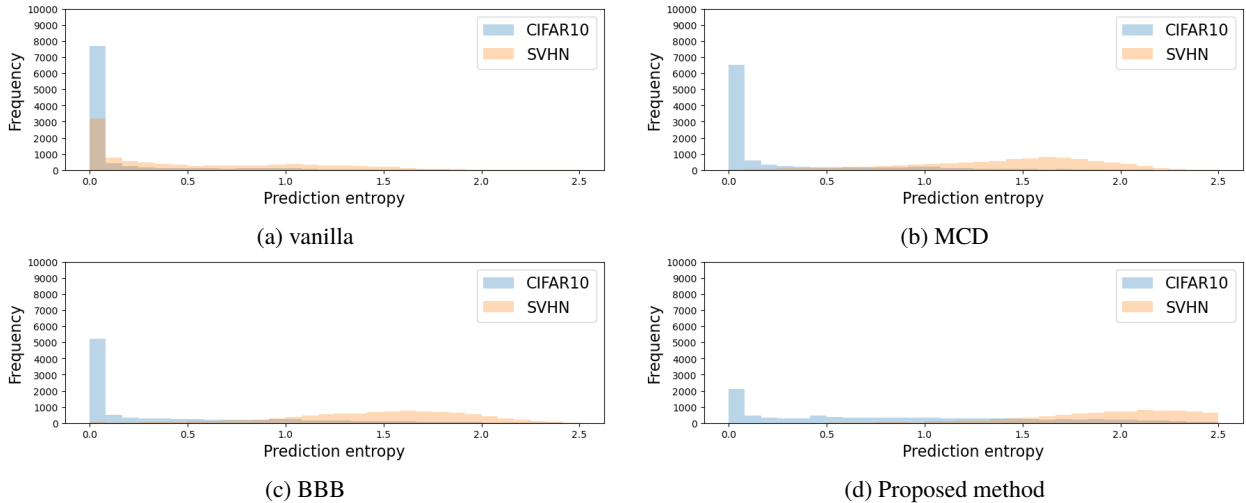 10000
9000
8000
7000
6000
5000
4000
3000
2000
1000
0
Frequency
CIFAR10
SVHN
0.0 0.5 1.0 1.5 2.0 2.5
Prediction entropy
(a) vanilla
10000
9000
8000
7000
6000
5000
4000
3000
2000
1000
0
Frequency
CIFAR10
SVHN
0.0 0.5 1.0 1.5 2.0 2.5
Prediction entropy
(b) MCD
10000
9000
8000
7000
6000
5000
4000
3000
2000
1000
0
Frequency
CIFAR10
SVHN
0.0 0.5 1.0 1.5 2.0 2.5
Prediction entropy
(c) BBB
10000
9000
8000
7000
6000
5000
4000
3000
2000
1000
0
Frequency
CIFAR10
SVHN
0.0 0.5 1.0 1.5 2.0 2.5
Prediction entropy
(d) Proposed method